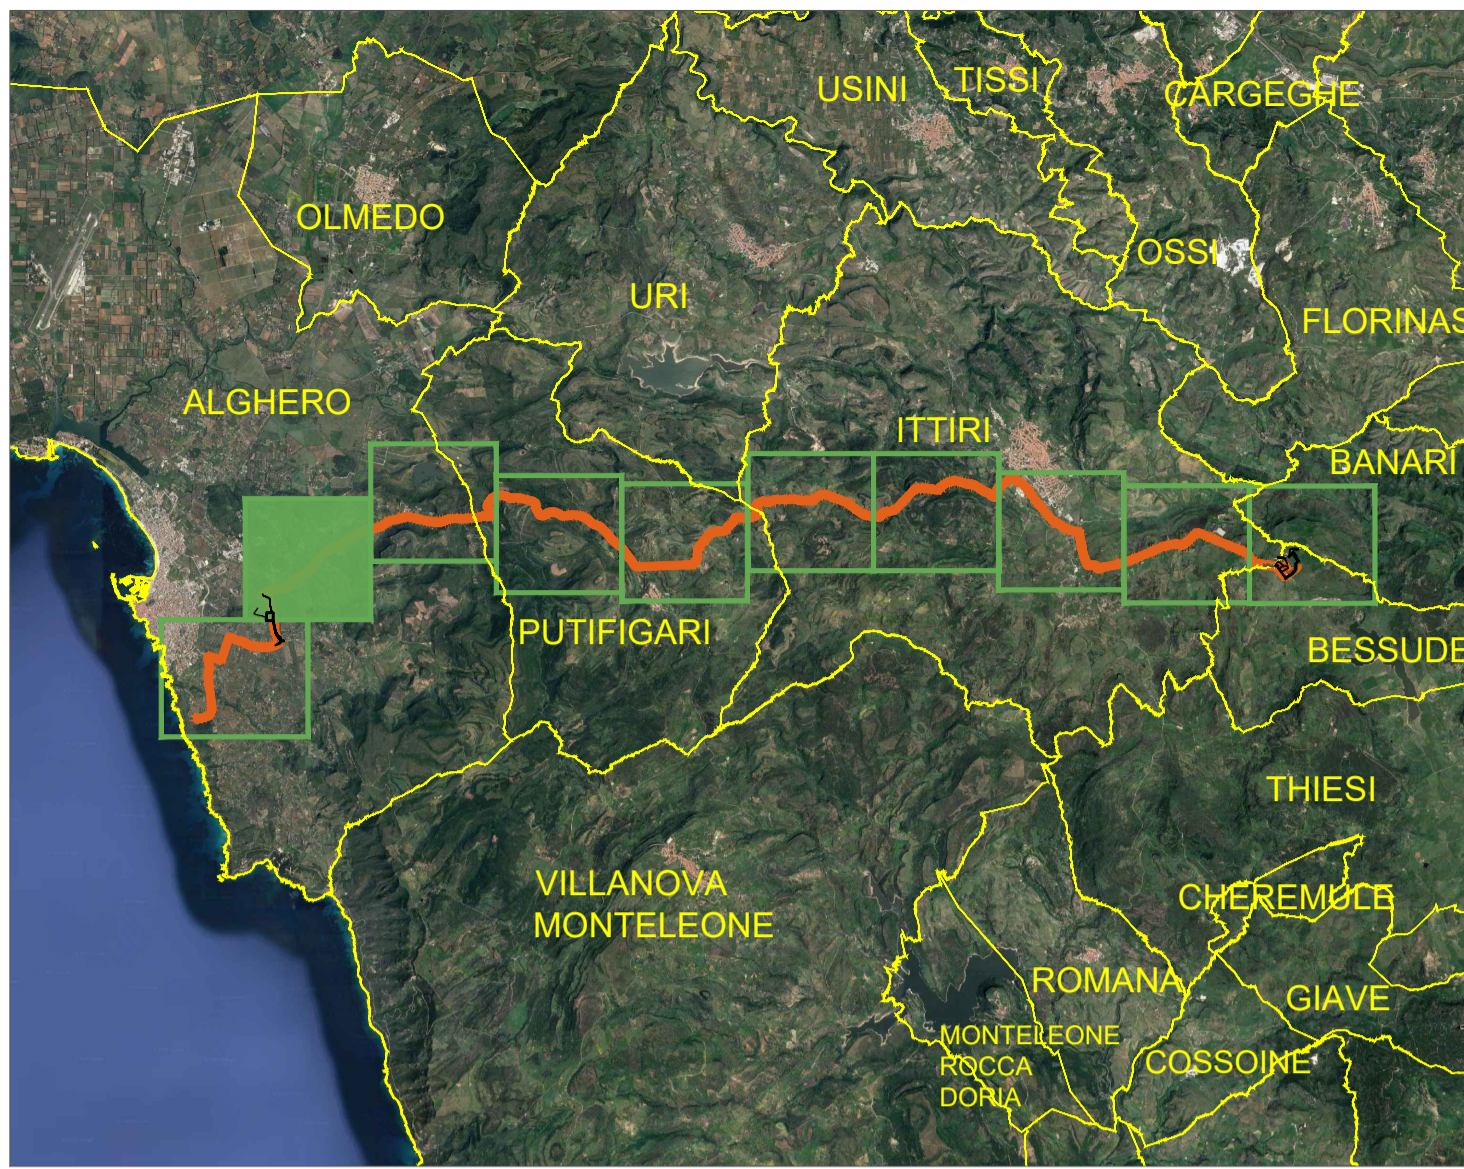 USINI
TISSI
CARGEGHE
OLMEDO
OSSI
URI
FLORINAS
ALGHERO
ITTIRI
BANARI
PUTIFIGARI
BESSUDE
THIESI
VILLANOVA
MONTELEONE
CHEREMULE
ROMANA
GIAVE
MONTELEONE
ROCCA
DORIA
COSSOINE